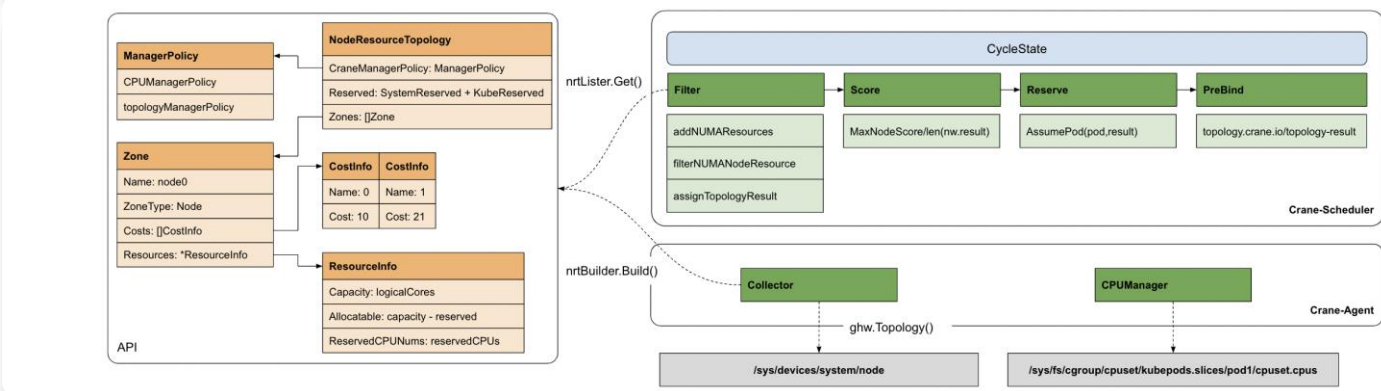 ManagerPolicy
CPUManagerPolicy
topologyManagerPolicy
NodeResourceTopology
CraneManagerPolicy: ManagerPolicy
Reserved: SystemReserved + KubeReserved
Zones: []Zone
Zone
Name: node0
ZoneType: Node
Costs: []CostInfo
Resources: *ResourceInfo
CostInfo CostInfo
Name: 0 Name: 1
Cost: 10 Cost: 21
ResourceInfo
Capacity: logicalCores
Allocatable: capacity - reserved
ReservedCPUNums: reservedCPUs
API
nrtLister.Get()
nrtBuilder.Build()
CycleState
Filter
addNUMAResources
filterNUMANodeResource
assignTopologyResult
Score
MaxNodeScore/len(nw.result)
Reserve
AssumePod(pod,result)
PreBind
topology.crane.io/topology-result
Crane-Scheduler
Collector
CPUManager
Crane-Agent
ghw.Topology()
/sys/devices/system/node
/sys/fs/cgroup/cpuset/kubepods.slices/pod1/cpuset.cpus